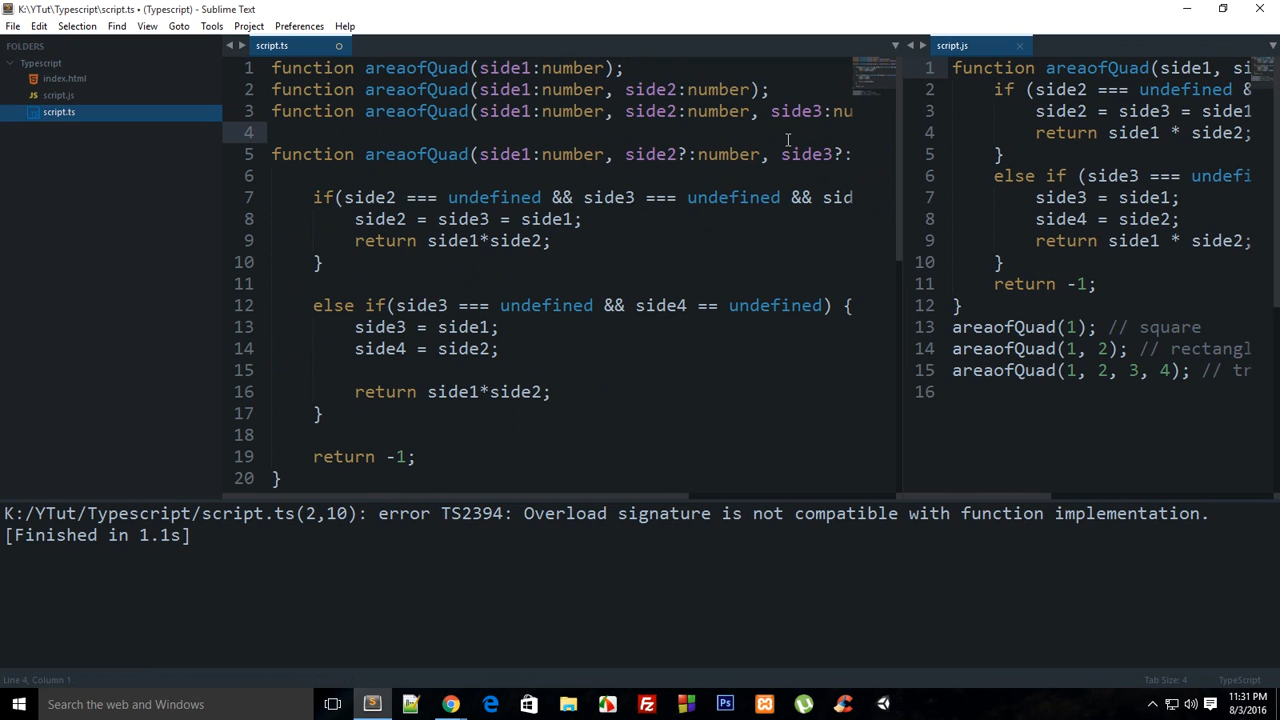 K:\YTut\Typescript\script.ts • (Typescript) - Sublime Text
File Edit Selection Find View Goto Tools Project Preferences Help
FOLDERS
Typescript
index.html
script.js
script.ts
script.ts
1 function areaofQuad(side1:number);
2 function areaofQuad(side1:number, side2:number);
3 function areaofQuad(side1:number, side2:number, side3:nu
4
5 function areaofQuad(side1:number, side2?:number, side3?:
6
7 if(side2 === undefined && side3 === undefined && sid
8 side2 = side3 = side1;
9 return side1*side2;
10 }
11
12 else if(side3 === undefined && side4 == undefined) {
13 side3 = side1;
14 side4 = side2;
15
16 return side1*side2;
17 }
18
19 return -1;
20 }
script.js
1 function areaofQuad(side1, si
2 if (side2 === undefined &
3 side2 = side3 = side1
4 return side1 * side2;
5 }
6 else if (side3 === undefi
7 side3 = side1;
8 side4 = side2;
9 return side1 * side2;
10 }
11 return -1;
12 }
13 areaofQuad(1); // square
14 areaofQuad(1, 2); // rectangl
15 areaofQuad(1, 2, 3, 4); // tr
16
K:/YTut/Typescript/script.ts(2,10): error TS2394: Overload signature is not compatible with function implementation.
[Finished in 1.1s]
Line 4, Column 1
Tab Size: 4
TypeScript
Search the web and Windows
11:31 PM
8/3/2016